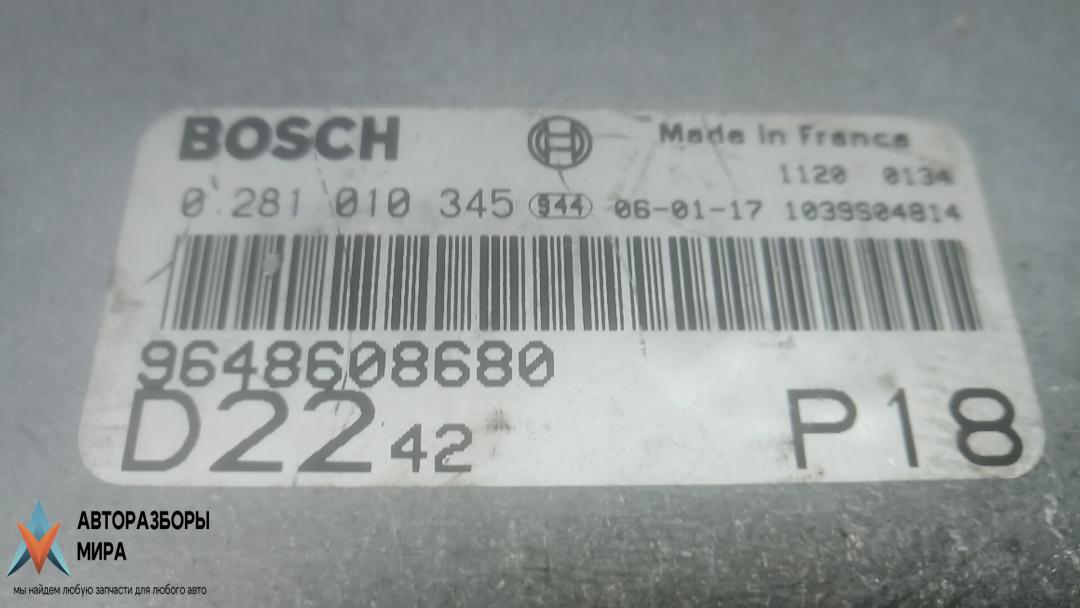 BOSCH Made in France
1120 0134
0 281 010 345 944 06-01-17 1039S04814
9648608680
D22 42 P18
АВТОРАЗБОРЫ
МИРА
мы найдем любую запчасти для любого авто